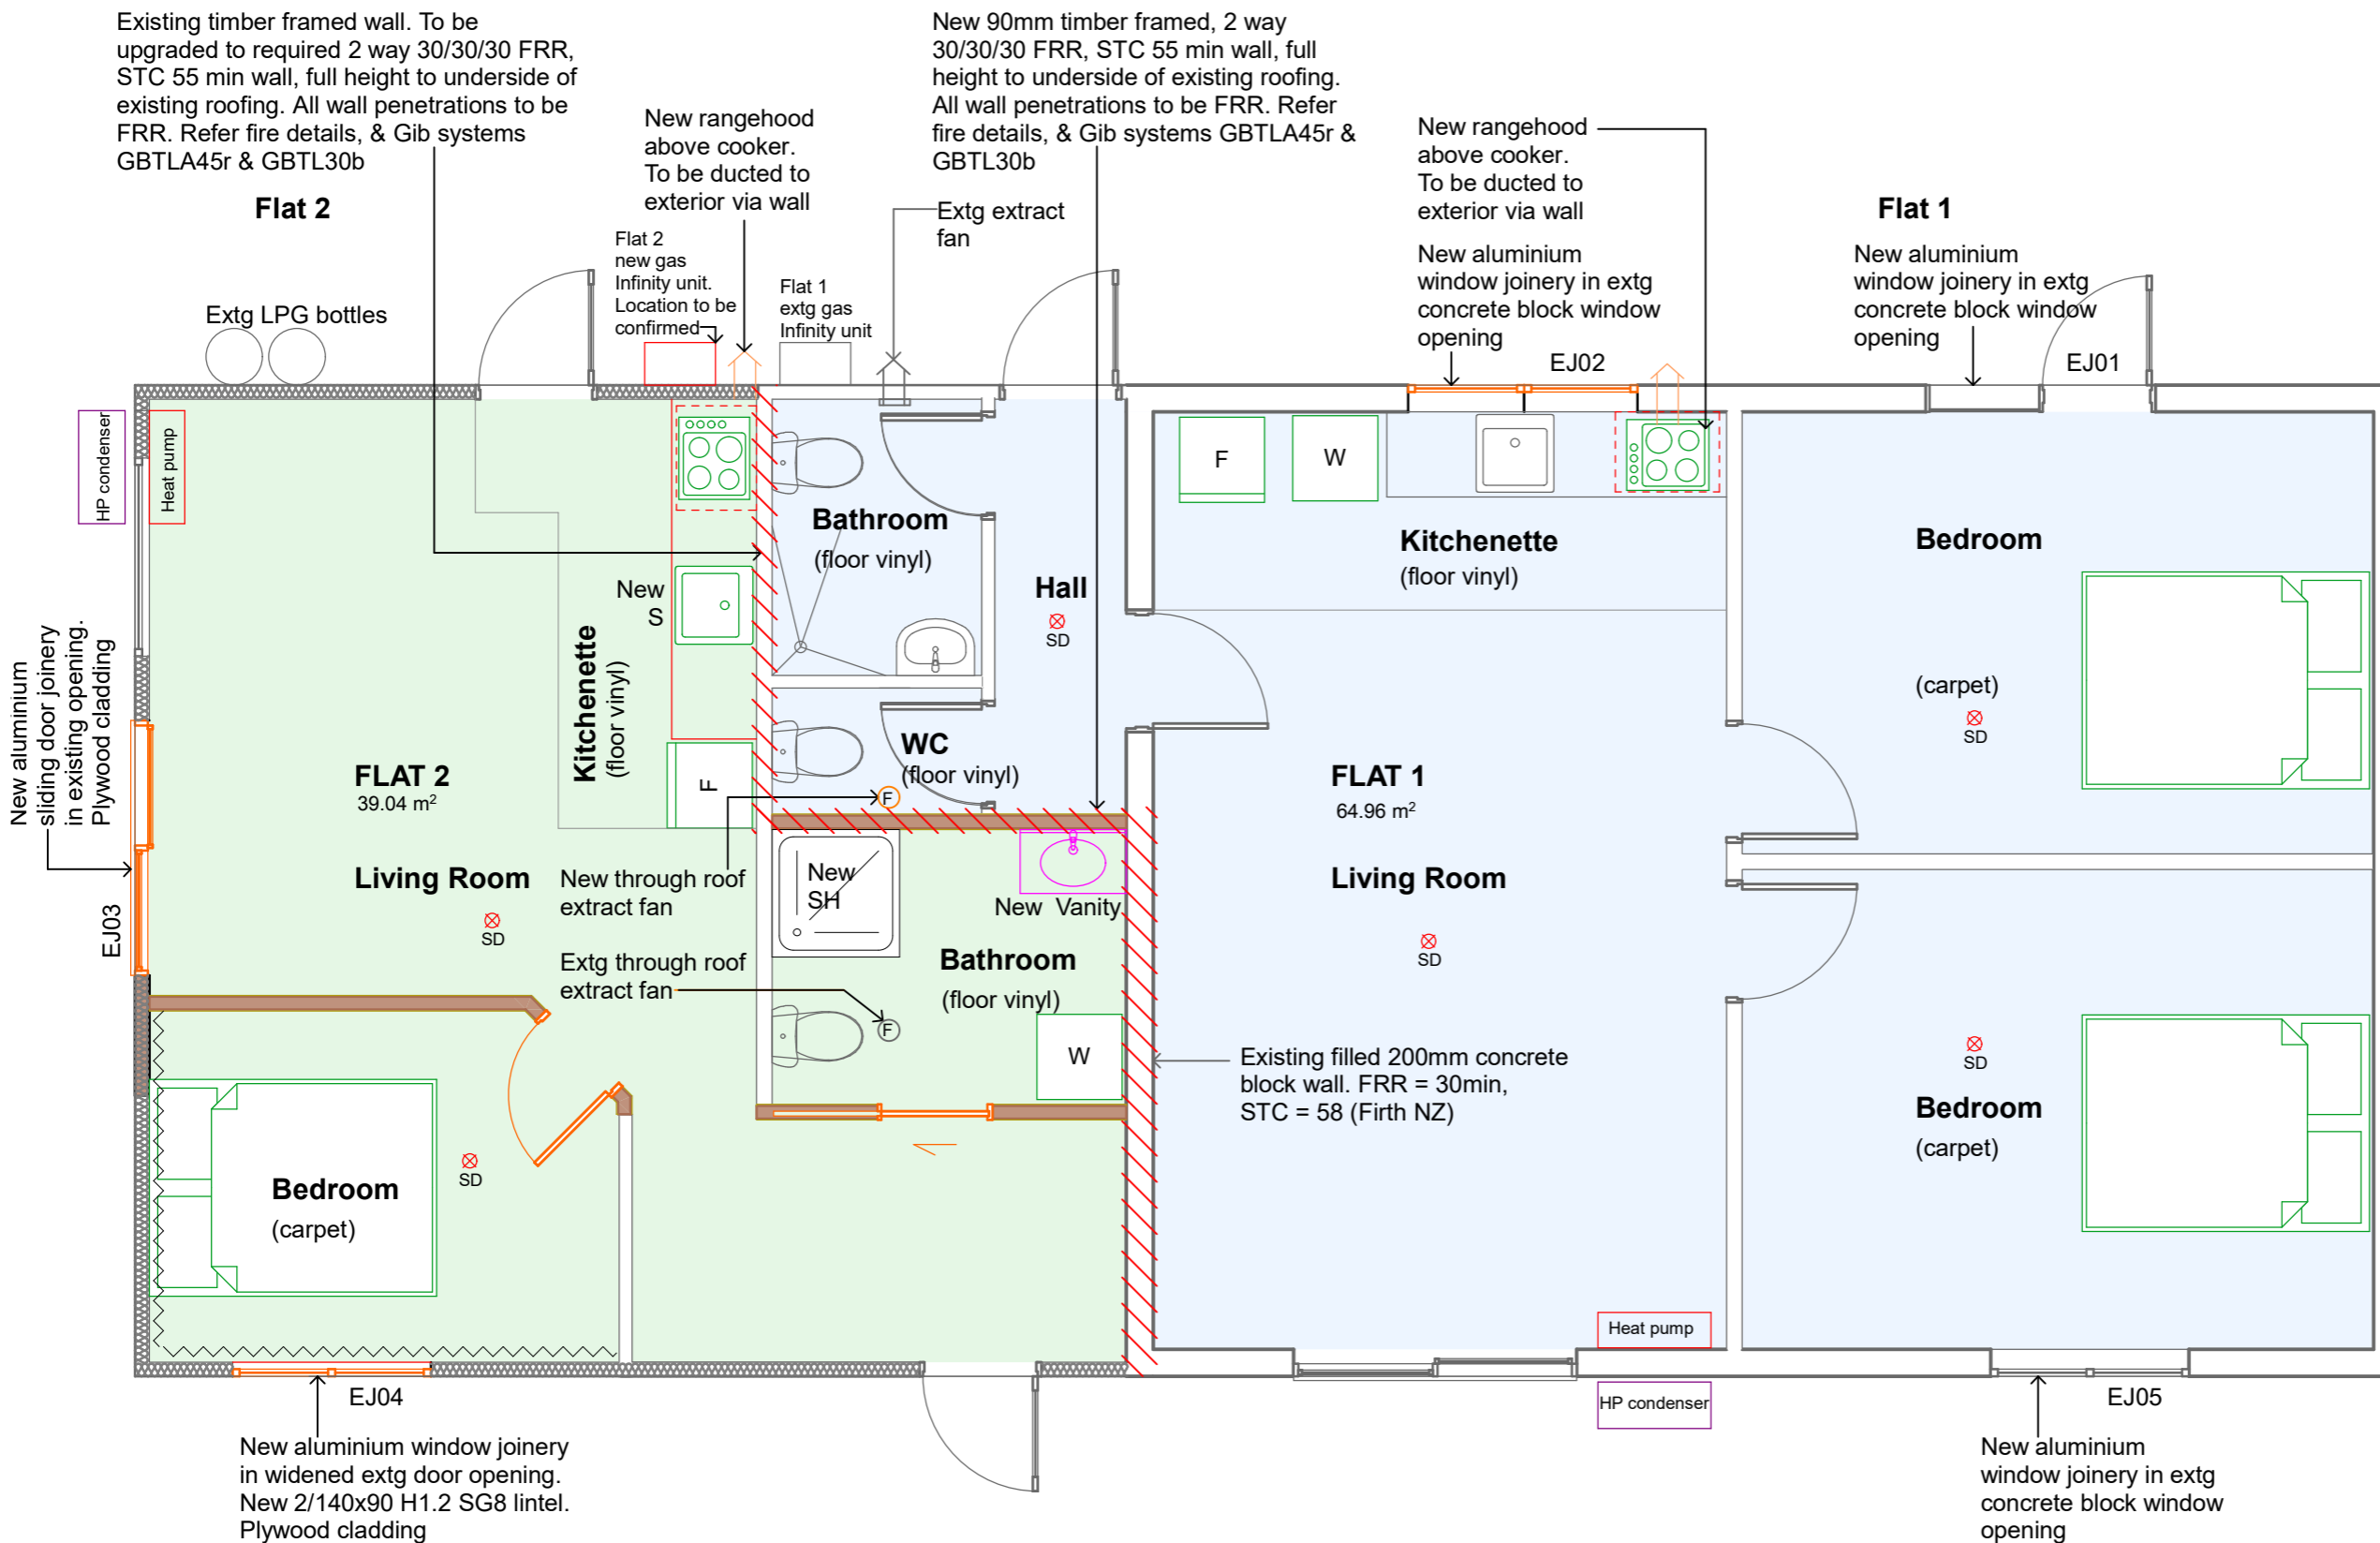 Existing timber framed wall. To be
upgraded to required 2 way 30/30/30 FRR,
STC 55 min wall, full height to underside of
existing roofing. All wall penetrations to be
FRR. Refer fire details, & Gib systems
GBTLA45r & GBTL30b
New 90mm timber framed, 2 way
30/30/30 FRR, STC 55 min wall, full
height to underside of existing roofing.
All wall penetrations to be FRR. Refer
fire details, & Gib systems GBTLA45r &
GBTL30b
New rangehood
above cooker.
To be ducted to
exterior via wall
New rangehood
above cooker.
To be ducted to
exterior via wall
Flat 2
Extg extract
fan
Flat 1
Flat 2
new gas
Infinity unit.
Location to be
confirmed
Flat 1
extg gas
Infinity unit
New aluminium
window joinery in extg
concrete block window
opening
New aluminium
window joinery in extg
concrete block window
opening
Extg LPG bottles
EJ02
EJ01
HP condenser
Heat pump
F
W
Bathroom
(floor vinyl)
Kitchenette
(floor vinyl)
Bedroom
(carpet)
SD
New
S
Kitchenette
(floor vinyl)
Hall
SD
New aluminium
sliiding door joinery
in existing opening.
Plywood cladding
EJ03
FLAT 2
39.04 m²
F
WC
(floor vinyl)
F
FLAT 1
64.96 m²
Living Room
SD
New through roof
extract fan
New
SH
New Vanity
Living Room
SD
Extg through roof
extract fan
F
Bathroom
(floor vinyl)
W
Existing filled 200mm concrete
block wall. FRR = 30min,
STC = 58 (Firth NZ)
SD
Bedroom
(carpet)
SD
Bedroom
(carpet)
Heat pump
HP condenser
EJ04
New aluminium window joinery
in widened extg door opening.
New 2/140x90 H1.2 SG8 lintel.
Plywood cladding
EJ05
New aluminium
window joinery in extg
concrete block window
opening